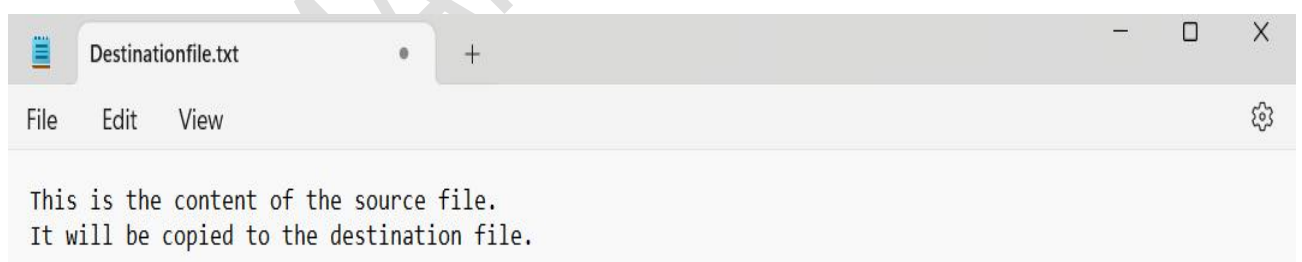 Destinationfile.txt
File Edit View
This is the content of the source file.
It will be copied to the destination file.